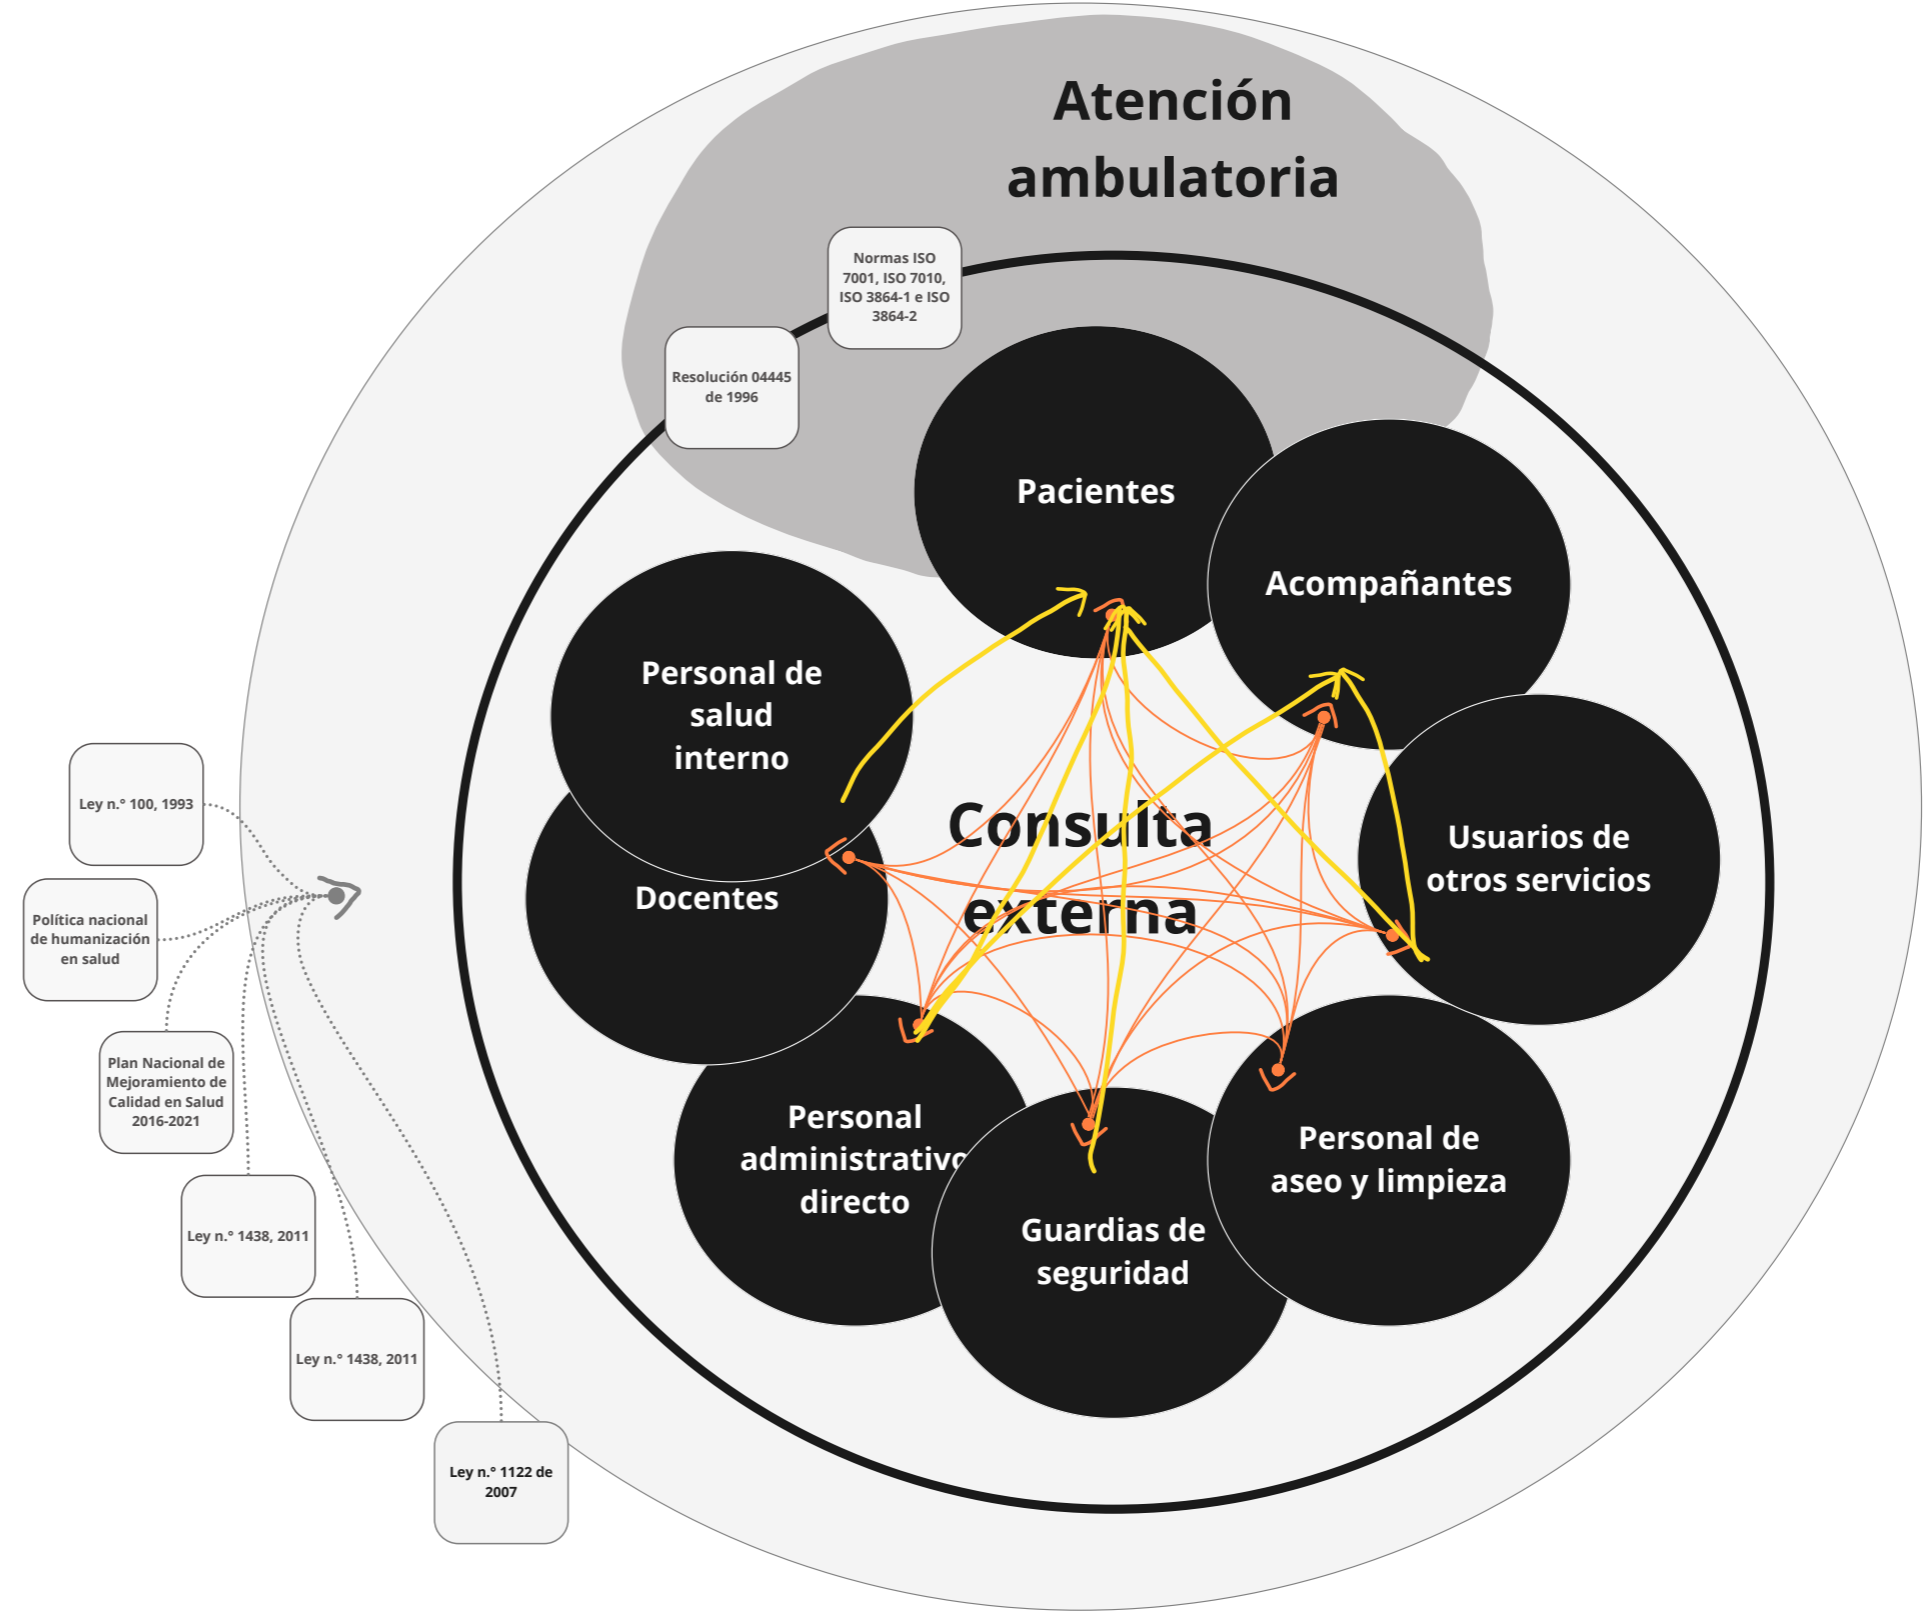 Atención
ambulatoria
Normas ISO
7001, ISO 7010,
ISO 3864-1 e ISO
3864-2
Resolución 04445
de 1996
Pacientes
Acompañantes
Personal de
salud
interno
Usuarios de
otros servicios
Consulta
externa
Docentes
Personal
administrativo
directo
Guardias de
seguridad
Personal de
aseo y limpieza
Ley n.° 100, 1993
Política nacional
de humanización
en salud
Plan Nacional de
Mejoramiento de
Calidad en Salud
2016-2021
Ley n.° 1438, 2011
Ley n.° 1438, 2011
Ley n.° 1122 de
2007